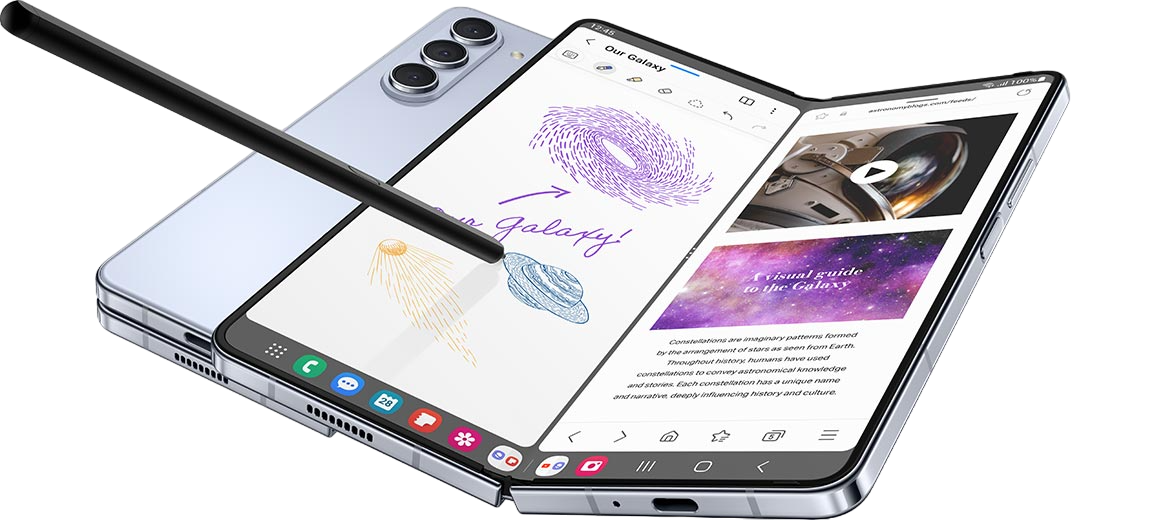 12:45
Our Galaxy
our galaxy!
28
100%
astronomyblogs.com/feeds/
A visual guide
to the Galaxy
Constellations are imaginary patterns formed
by the arrangement of stars as seen from Earth.
Throughout history, humans have used
constellations to convey astronomical knowledge
and stories. Each constellation has a unique name
and narrative, deeply influencing history and culture.
5